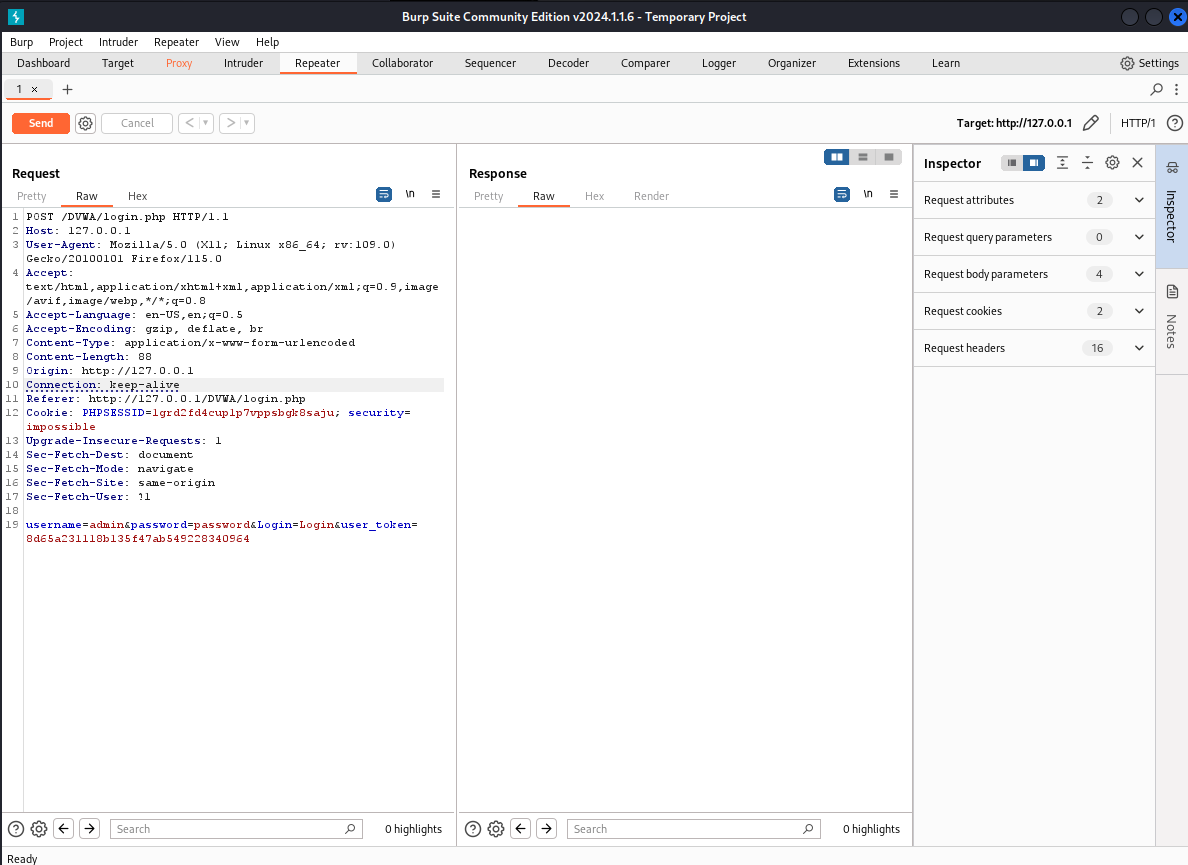 Burp Suite Community Edition v2024.1.1.6 - Temporary Project
Burp Project Intruder Repeater View Help
Dashboard Target Proxy Intruder Repeater Collaborator Sequencer Decoder Comparer Logger Organizer Extensions Learn Settings
1 × +
Send Cancel < > Target: http://127.0.0.1 HTTP/1 ?
Request
Pretty Raw Hex \n
1 POST /DVWA/login.php HTTP/1.1
2 Host: 127.0.0.1
3 User-Agent: Mozilla/5.0 (X11; Linux x86_64; rv:109.0)
Gecko/20100101 Firefox/115.0
4 Accept:
text/html,application/xhtml+xml,application/xml;q=0.9,image
/avif,image/webp,*/*;q=0.8
5 Accept-Language: en-US,en;q=0.5
6 Accept-Encoding: gzip, deflate, br
7 Content-Type: application/x-www-form-urlencoded
8 Content-Length: 88
9 Origin: http://127.0.0.1
10 Connection: keep-alive
11 Referer: http://127.0.0.1/DVWA/login.php
12 Cookie: PHPSESSID=1grd2fd4cup1p7vppsbgk8saju; security=
impossible
13 Upgrade-Insecure-Requests: 1
14 Sec-Fetch-Dest: document
15 Sec-Fetch-Mode: navigate
16 Sec-Fetch-Site: same-origin
17 Sec-Fetch-User: ?1
18
19 username=admin&password=password&Login=Login&user_token=
8d65a231118b135f47ab549228340964
? Search 0 highlights
Response
Pretty Raw Hex Render \n
? Search 0 highlights
Inspector
Request attributes 2
Request query parameters 0
Request body parameters 4
Request cookies 2
Request headers 16
Inspector
Notes
Ready